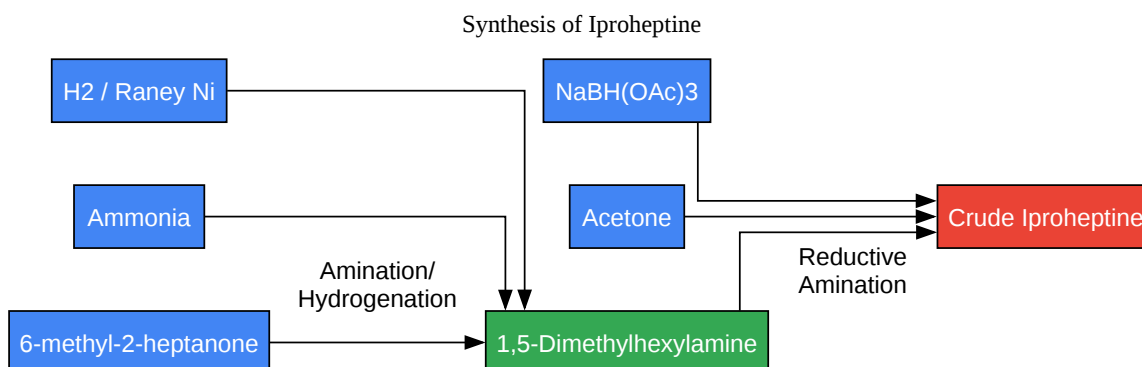 Synthesis of Iproheptine
H2 / Raney Ni
NaBH(OAc)3
Ammonia
Acetone
Crude Iproheptine
Amination/
Hydrogenation
Reductive
Amination
6-methyl-2-heptanone
1,5-Dimethylhexylamine